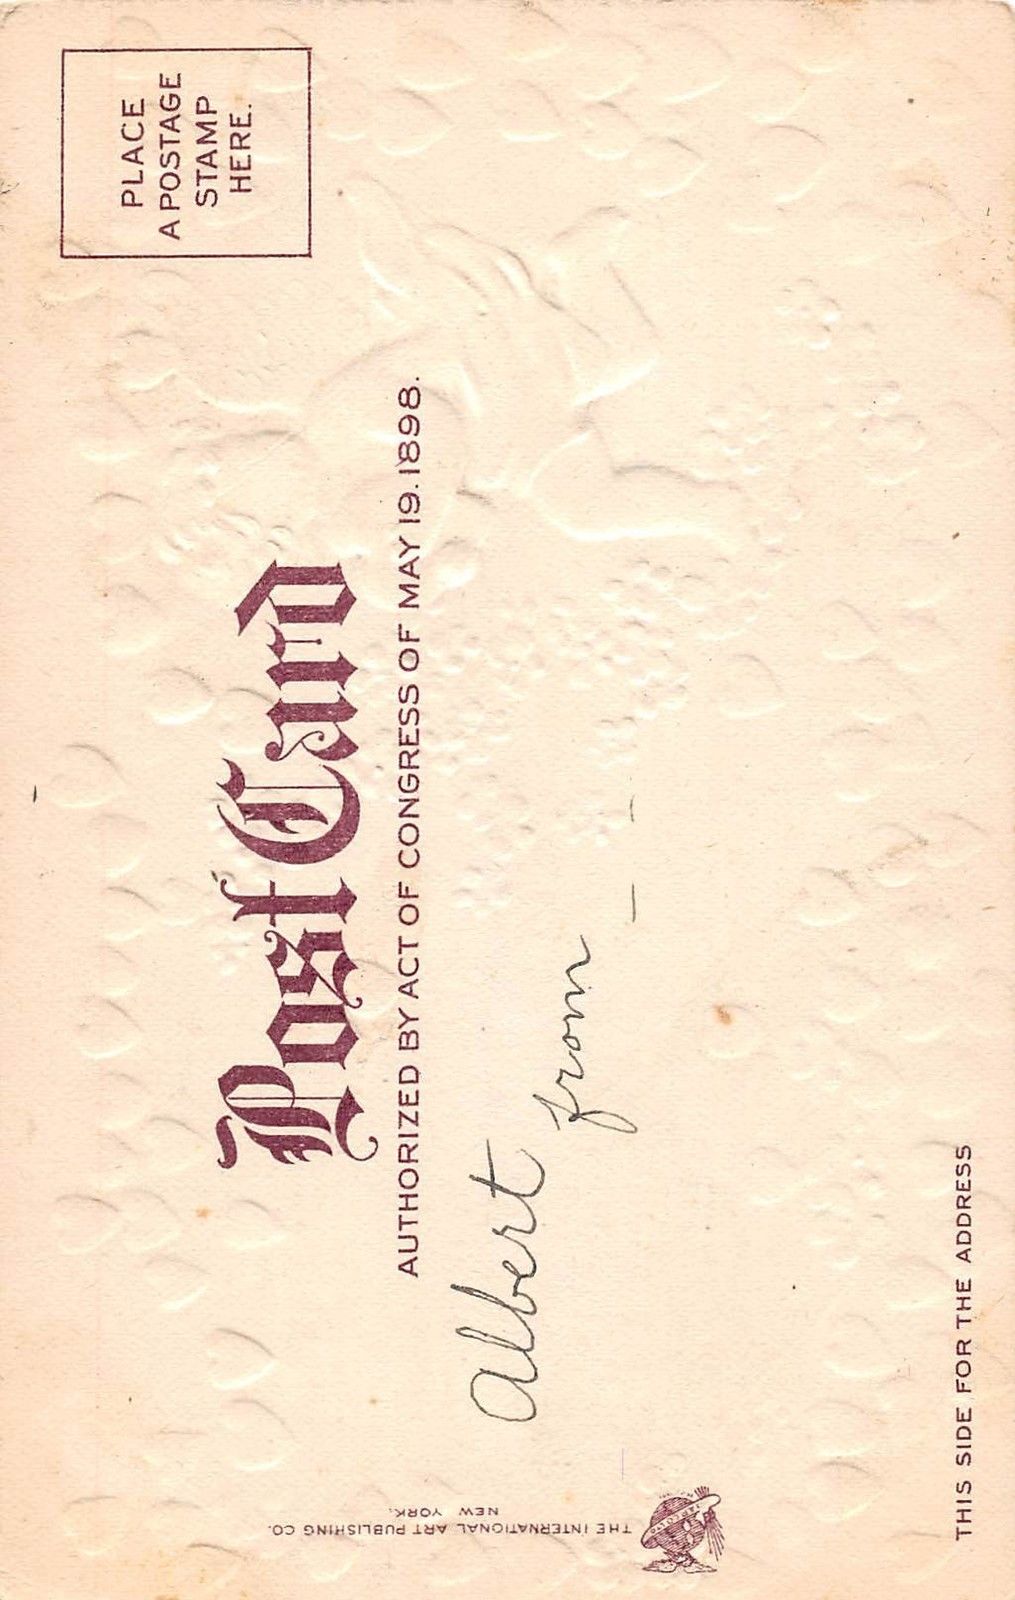 PLACE
A POSTAGE
STAMP
HERE.
Post Card
AUTHORIZED BY ACT OF CONGRESS OF MAY 19.1898.
Albert
from — —
THE INTERNATIONAL ART PUBLISHING CO.
NEW YORK.
THIS SIDE FOR THE ADDRESS